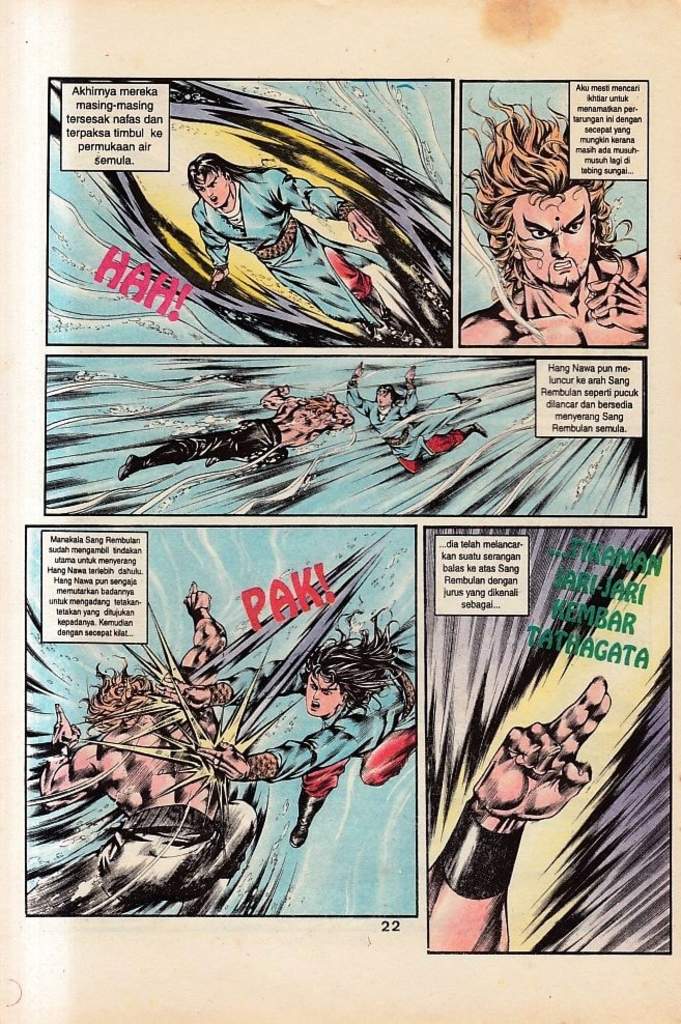 Akhirnya mereka
masing-masing
tersesak nafas dan
terpaksa timbul ke
permukaan air
semula.
HAH!
Aku mesti mencari
ikhtiar untuk
menamatkan per-
tarungan ini dengan
secepat yang
mungkin kerana
masih ada musuh-
musuh lagi di
tebing sungai...
Hang Nawa pun me-
luncur ke arah Sang
Rembulan seperti pucuk
dilancar dan bersedia
menyerang Sang
Rembulan semula.
Manakala Sang Rembulan
sudah mengambil tindakan
utama untuk menyerang
Hang Nawa terlebih dahulu.
Hang Nawa pun sengaja
memutarkan badannya
untuk mengadang tetakan-
tetakan yang ditujukan
kepadanya. Kemudian
dengan secepat kilat...
PAK!
...dia telah melancar-
kan suatu serangan
balas ke atas Sang
Rembulan dengan
jurus yang dikenali
sebagai...
...TIKAMAN
JARI-JARI
KEMBAR
TATHAGATA
22